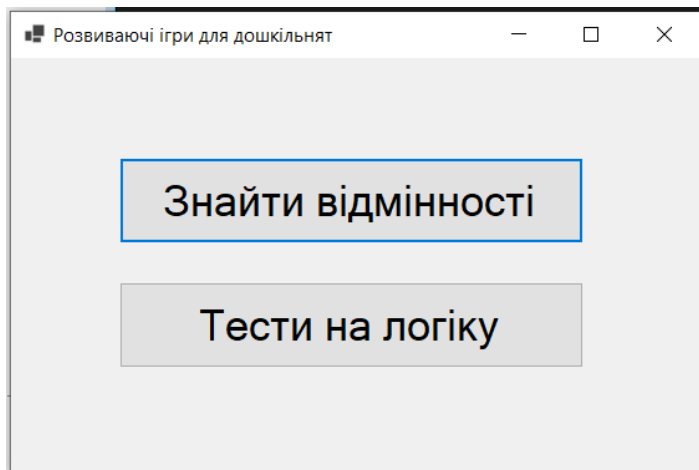 Розвиваючі ігри для дошкільнят
Знайти відмінності
Тести на логіку